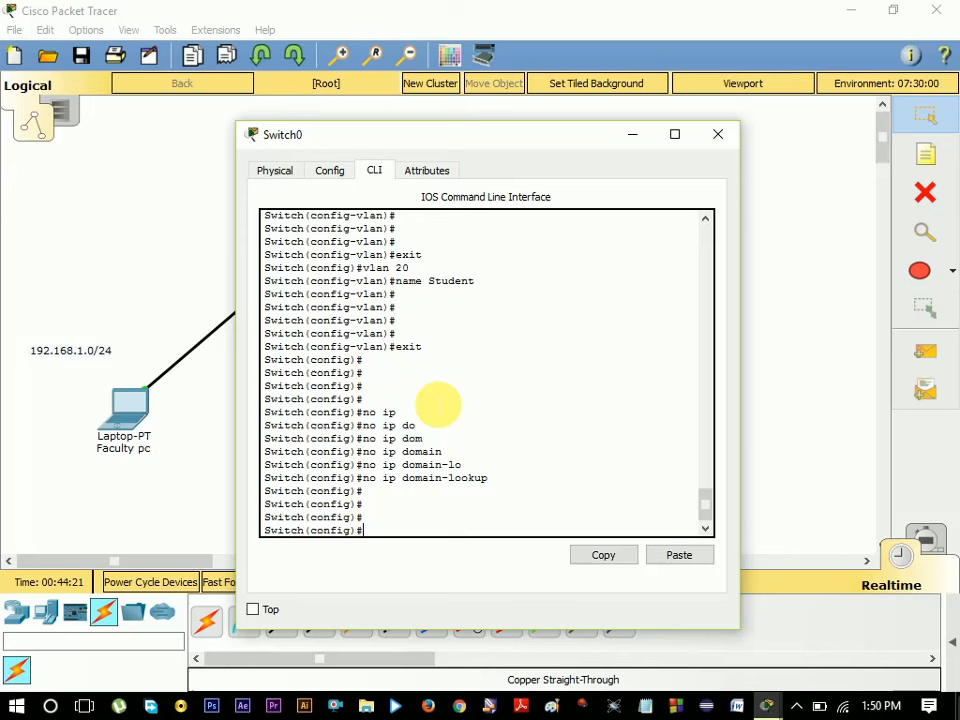 Cisco Packet Tracer
File Edit Options View Tools Extensions Help
Logical Back [Root] New Cluster Move Object Set Tiled Background Viewport Environment: 07:30:00
Switch0
Physical Config CLI Attributes
IOS Command Line Interface
Switch(config-vlan)#
Switch(config-vlan)#
Switch(config-vlan)#
Switch(config-vlan)#exit
Switch(config)#vlan 20
Switch(config-vlan)#name Student
Switch(config-vlan)#
Switch(config-vlan)#
Switch(config-vlan)#
Switch(config-vlan)#
Switch(config-vlan)#exit
Switch(config)#
Switch(config)#
Switch(config)#
Switch(config)#
Switch(config)#no ip
Switch(config)#no ip do
Switch(config)#no ip dom
Switch(config)#no ip domain
Switch(config)#no ip domain-lo
Switch(config)#no ip domain-lookup
Switch(config)#
Switch(config)#
Switch(config)#
Switch(config)#
192.168.1.0/24
Laptop-PT
Faculty pc
Copy Paste
Top
Time: 00:44:21 Power Cycle Devices Fast Fo Realtime
Copper Straight-Through
1:50 PM